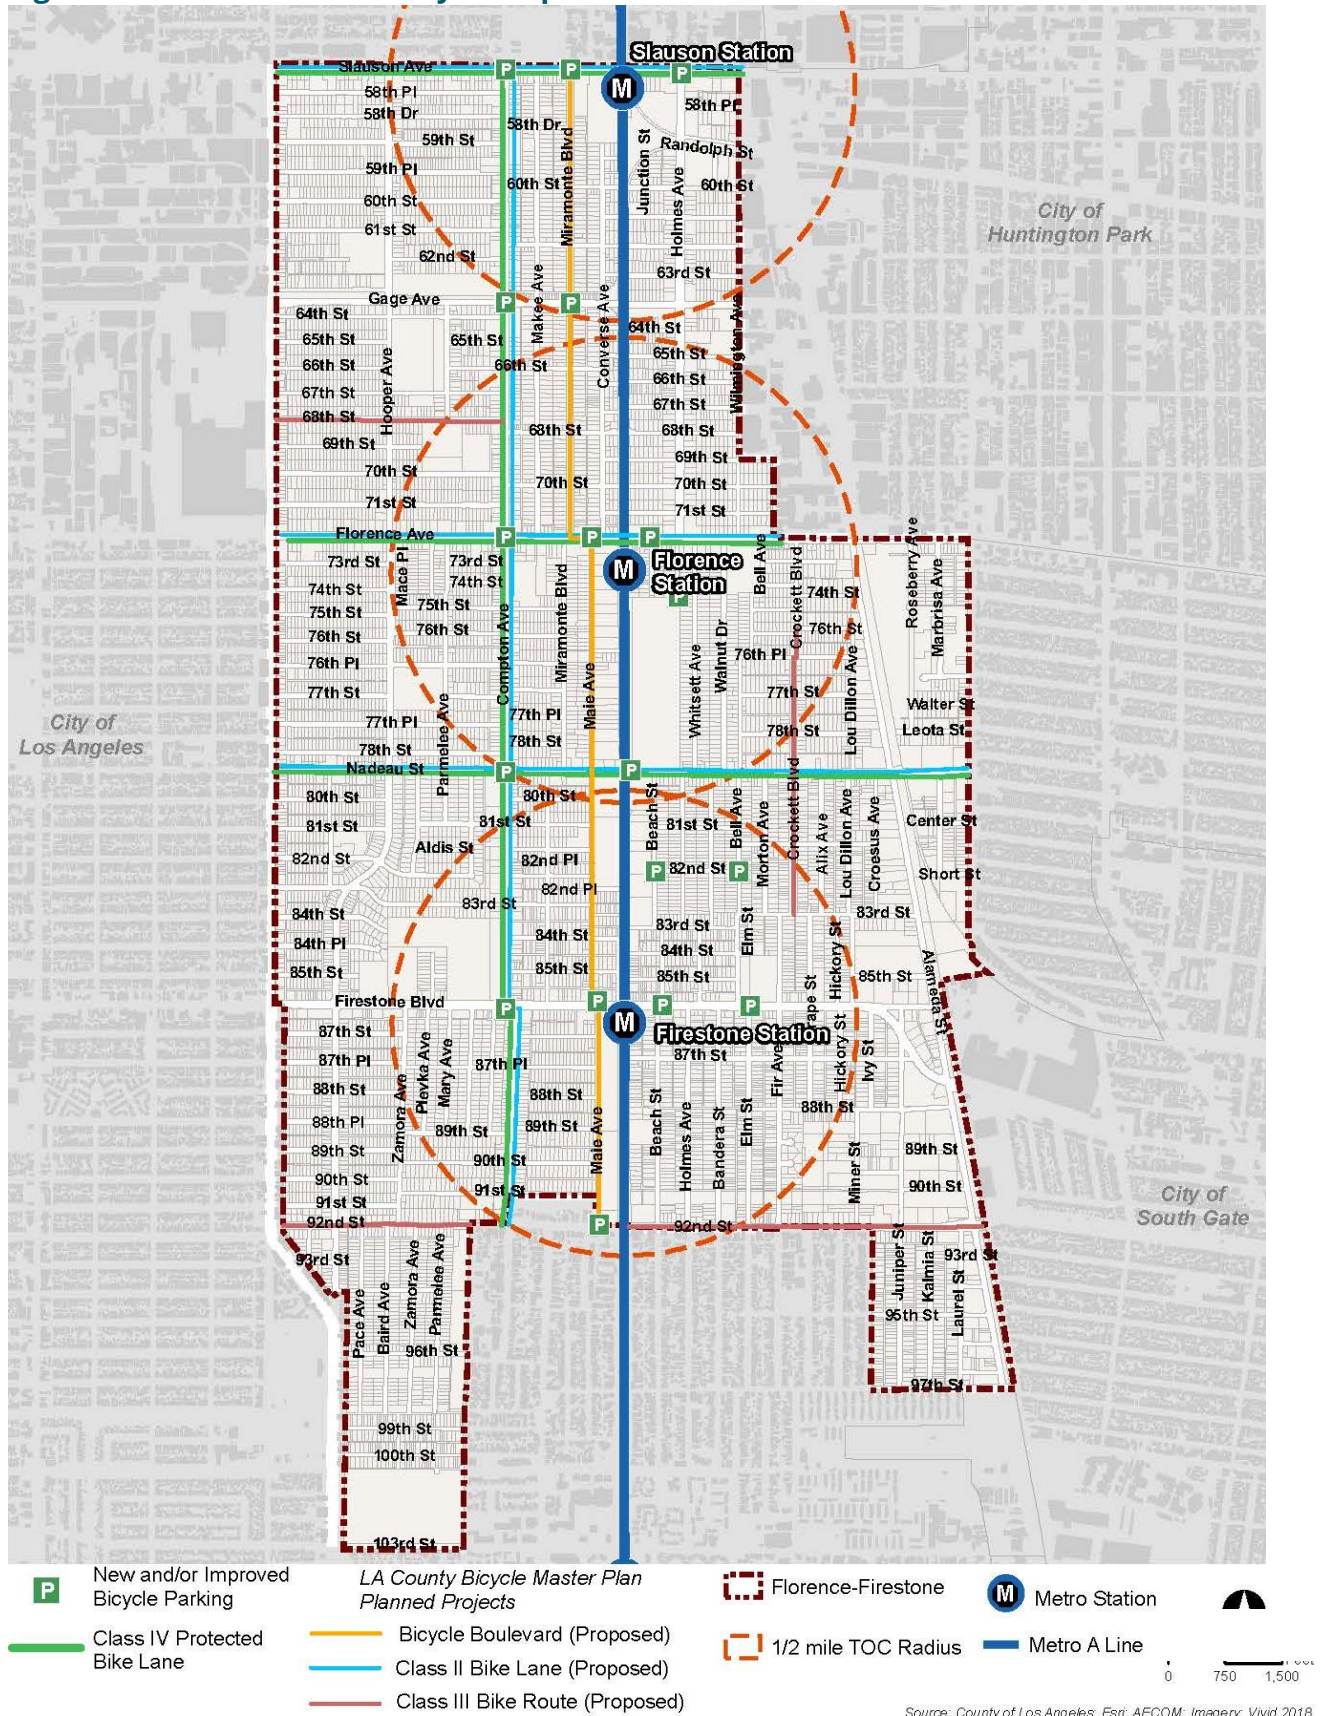 Slauson Station
Slauson Ave
P
P
P
M
58th Pl
58th Pl
58th Dr
58th Dr
59th St
Miramonte Blvd
Junction St
Randolph St
59th Pl
60th St
60th St
60th St
Holmes Ave
City of
Huntington Park
61st St
62nd St
63rd St
Makee Ave
Converse Ave
Gage Ave
P
P
64th St
64th St
Wilmington Ave
65th St
65th St
65th St
66th St
66th St
66th St
Hooper Ave
67th St
67th St
68th St
68th St
68th St
69th St
69th St
70th St
70th St
70th St
71st St
71st St
Florence Ave
P
P
P
Roseberry Ave
Marbrisa Ave
M
Florence
Station
P
Bell Ave
Crockett Blvd
73rd St
Mace Pl
73rd St
74th St
74th St
74th St
75th St
75th St
76th St
76th St
76th St
Compton Ave
Miramonte Blvd
Maie Ave
Whitsett Ave
Walnut Dr
76th Pl
76th Pl
Lou Dillon Ave
77th St
77th St
Walter St
Leota St
City of
Los Angeles
77th Pl
77th Pl
Parmelee Ave
78th St
78th St
78th St
Nadeau St
P
P
80th St
80th St
Beach St
Bell Ave
Morton Ave
Crockett Blvd
Alix Ave
Lou Dillon Ave
Croesus Ave
81st St
81st St
81st St
Center St
Aldis St
82nd St
82nd Pl
P
82nd St
P
Short St
82nd Pl
83rd St
83rd St
83rd St
84th St
84th St
84th St
Elm St
Hickory St
84th Pl
85th St
85th St
85th St
85th St
Alameda St
Firestone Blvd
P
P
P
P
M
Firestone Station
87th St
87th St
87th Pl
87th Pl
Plevka Ave
Mary Ave
Zamora Ave
Fir Ave
Hickory St
Ivy St
88th St
88th St
88th St
88th Pl
89th St
89th St
89th St
89th St
Maie Ave
Beach St
Holmes Ave
Bandera St
Elm St
Miner St
90th St
90th St
90th St
91st St
91st St
City of
South Gate
92nd St
P
92nd St
93rd St
93rd St
Pace Ave
Baird Ave
Zamora Ave
Parmelee Ave
Juniper St
Kalmia St
Laurel St
95th St
96th St
97th St
99th St
100th St
103rd St
P
New and/or Improved
Bicycle Parking
Class IV Protected
Bike Lane
LA County Bicycle Master Plan
Planned Projects
Bicycle Boulevard (Proposed)
Class II Bike Lane (Proposed)
Class III Bike Route (Proposed)
Florence-Firestone
1/2 mile TOC Radius
M
Metro Station
Metro A Line
0 750 1,500
Source: County of Los Angeles; Esri; AECOM; Imagery: Vivid 2018